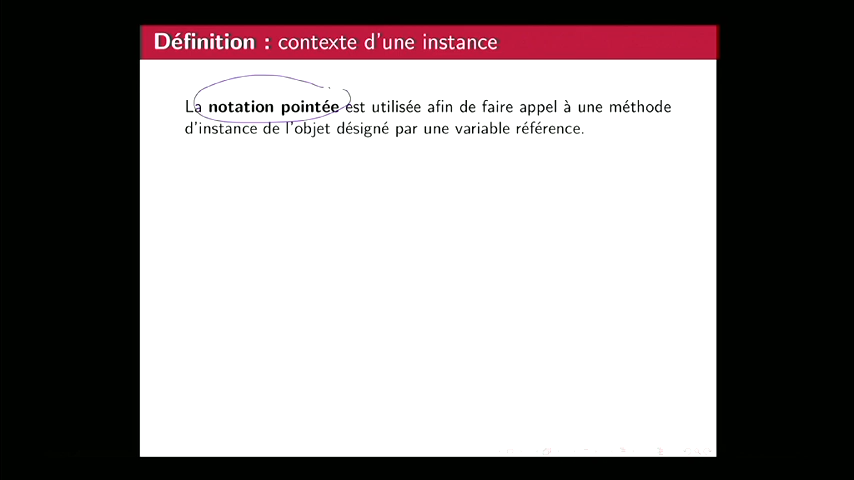 Définition : contexte d'une instance
La notation pointée est utilisée afin de faire appel à une méthode
d'instance de l'objet désigné par une variable référence.